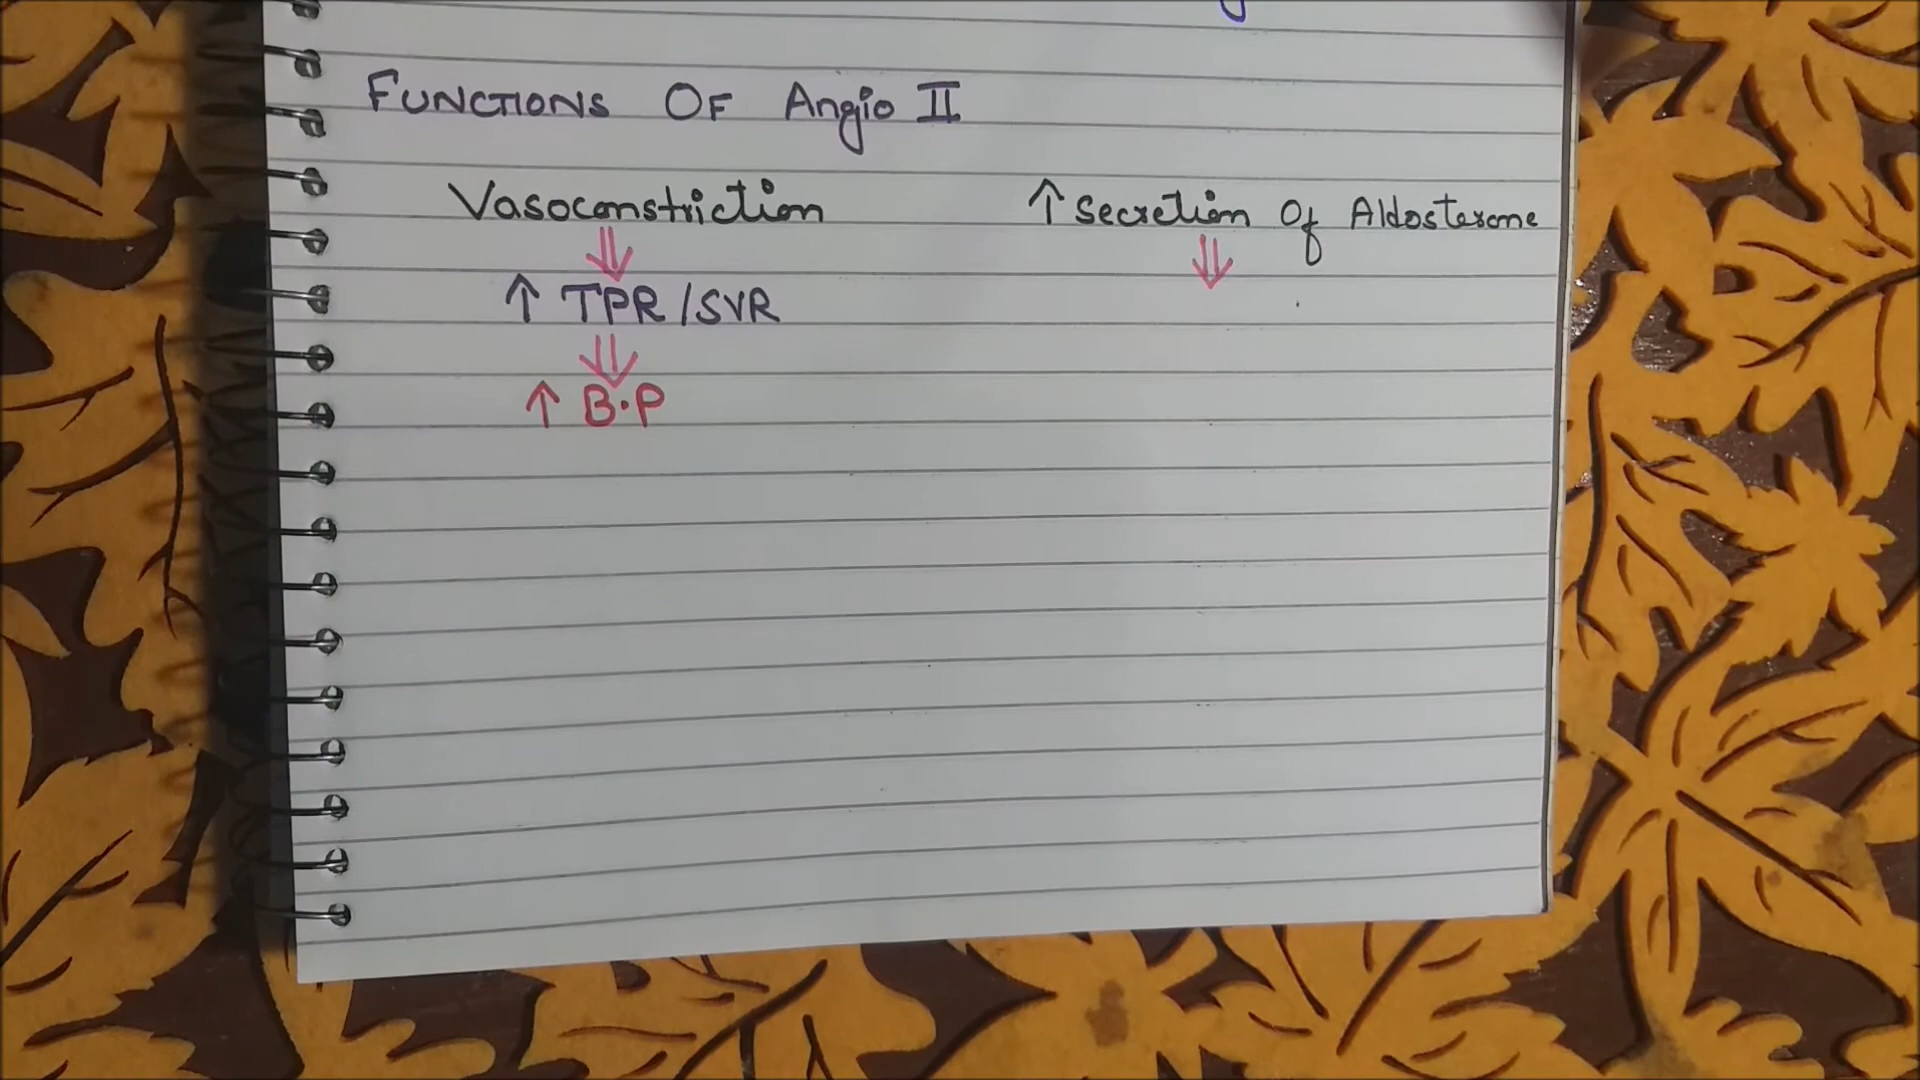 FUNCTIONS OF Angio II
Vasoconstriction
⇓
↑ TPR/SVR
⇓
↑ B.P
↑ Secretion Of Aldosterone
⇓